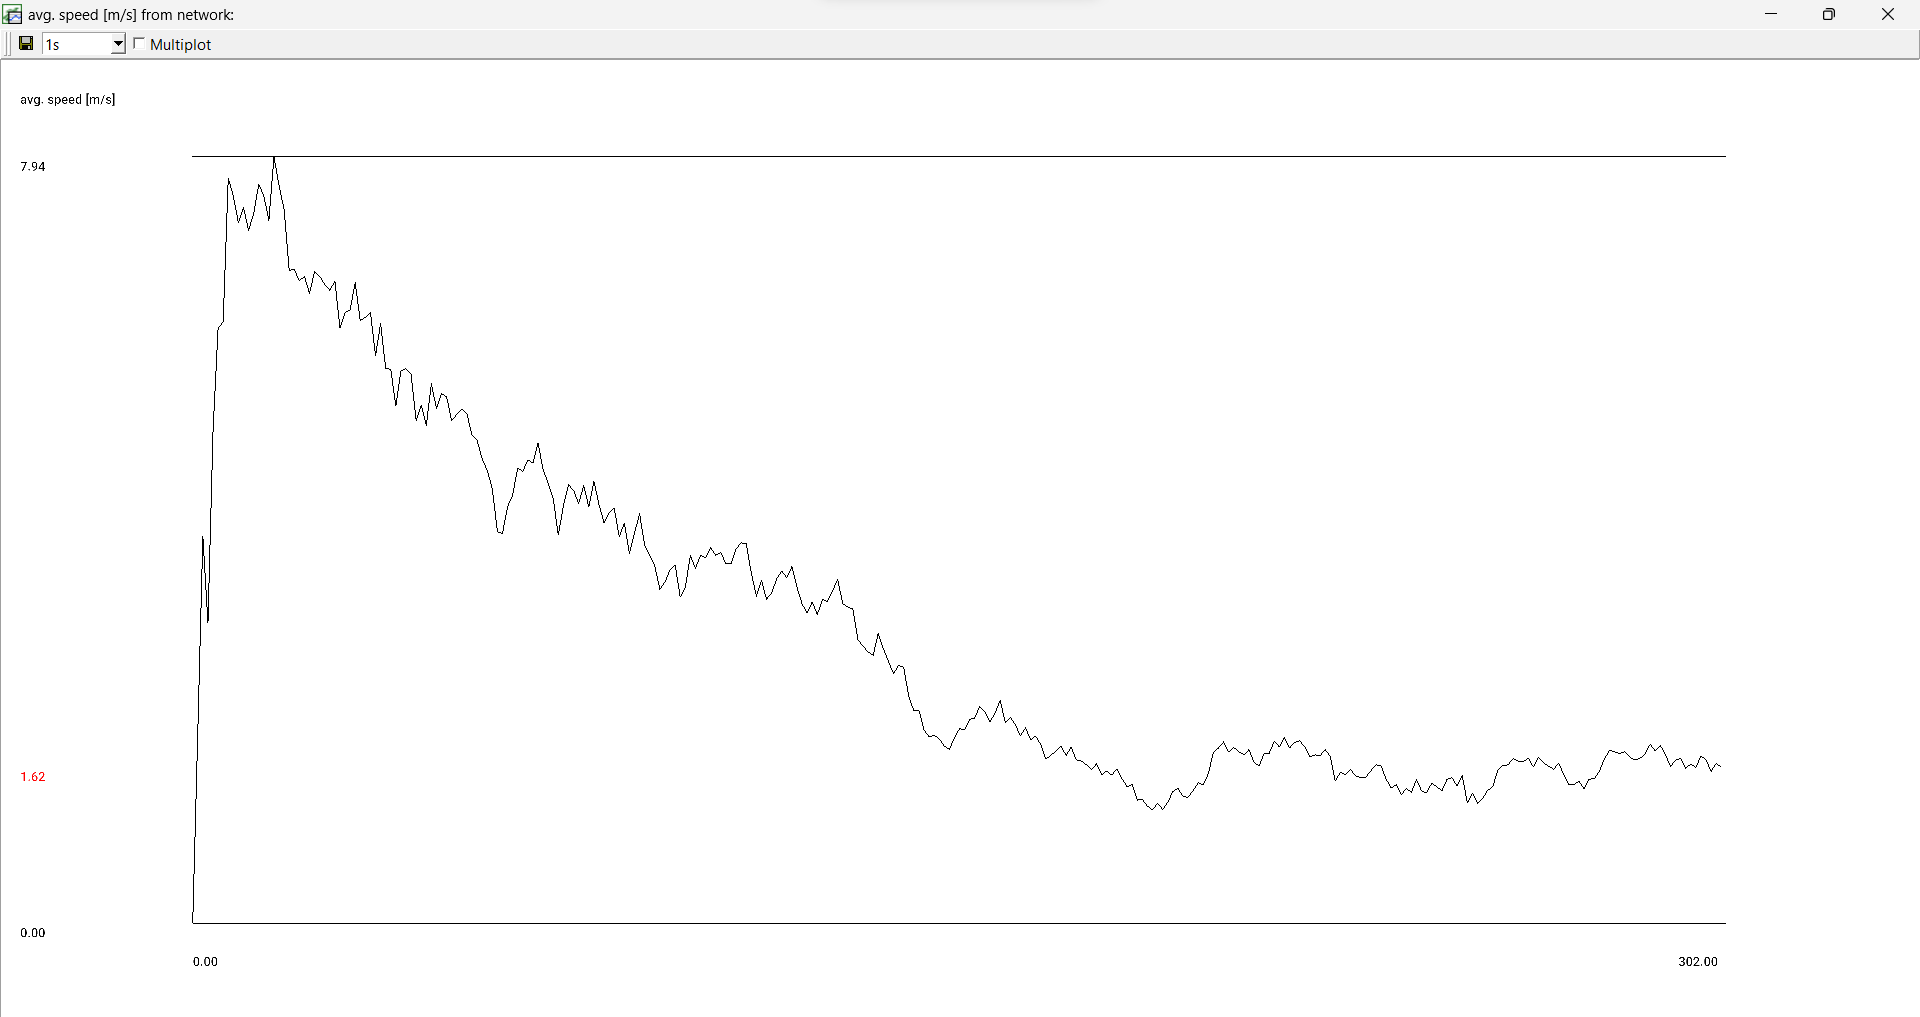 avg. speed [m/s] from network:
1s Multiplot
avg. speed [m/s]
7.94
1.62
0.00
0.00 302.00